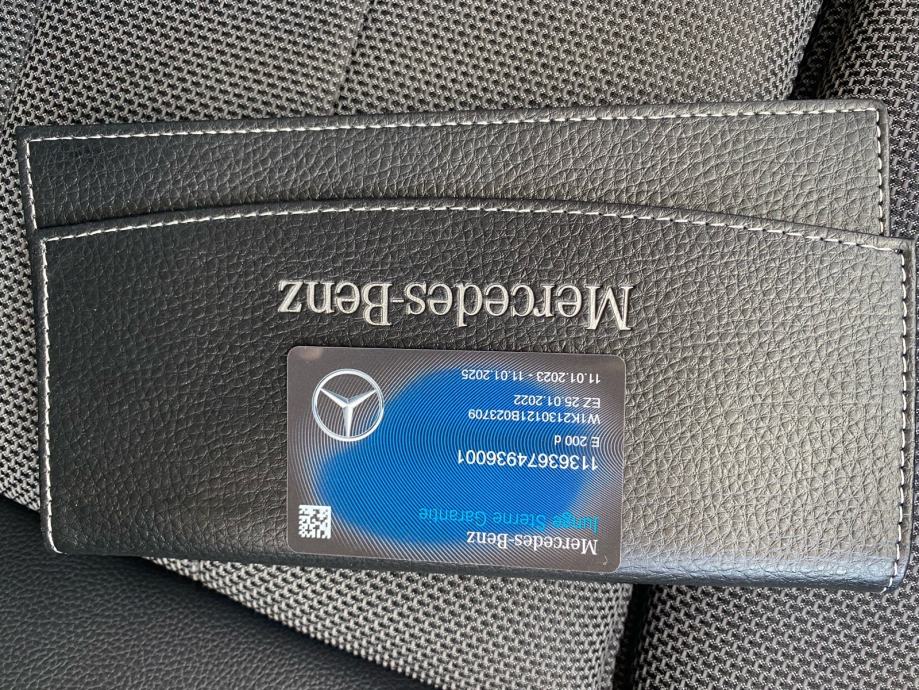 Mercedes-Benz
Mercedes-Benz
Junge Sterne Garantie
11363674936001
E 200 d
W1K2130121B023709
EZ 25.01.2022
11.01.2023 - 11.01.2025